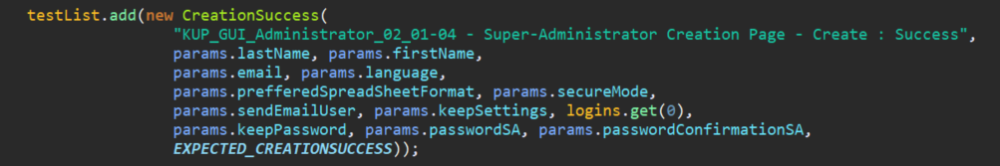 testList.add(new CreationSuccess(
"KUP_GUI_Administrator_02_01-04 - Super-Administrator Creation Page - Create : Success",
params.lastName, params.firstName,
params.email, params.language,
params.prefferedSpreadSheetFormat, params.secureMode,
params.sendEmailUser, params.keepSettings, logins.get(0),
params.keepPassword, params.passwordSA, params.passwordConfirmationSA,
EXPECTED_CREATIONSUCCESS));